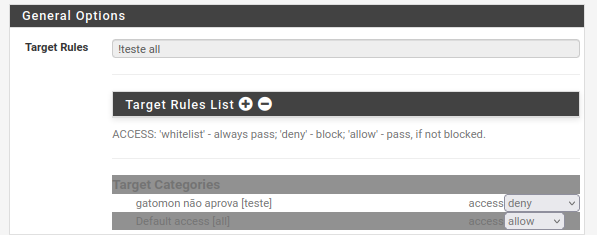 General Options
Target Rules
!teste all
Target Rules List
ACCESS: 'whitelist' - always pass; 'deny' - block; 'allow' - pass, if not blocked.
Target Categories
gatomon não aprova [teste] access deny
Default access [all] access allow